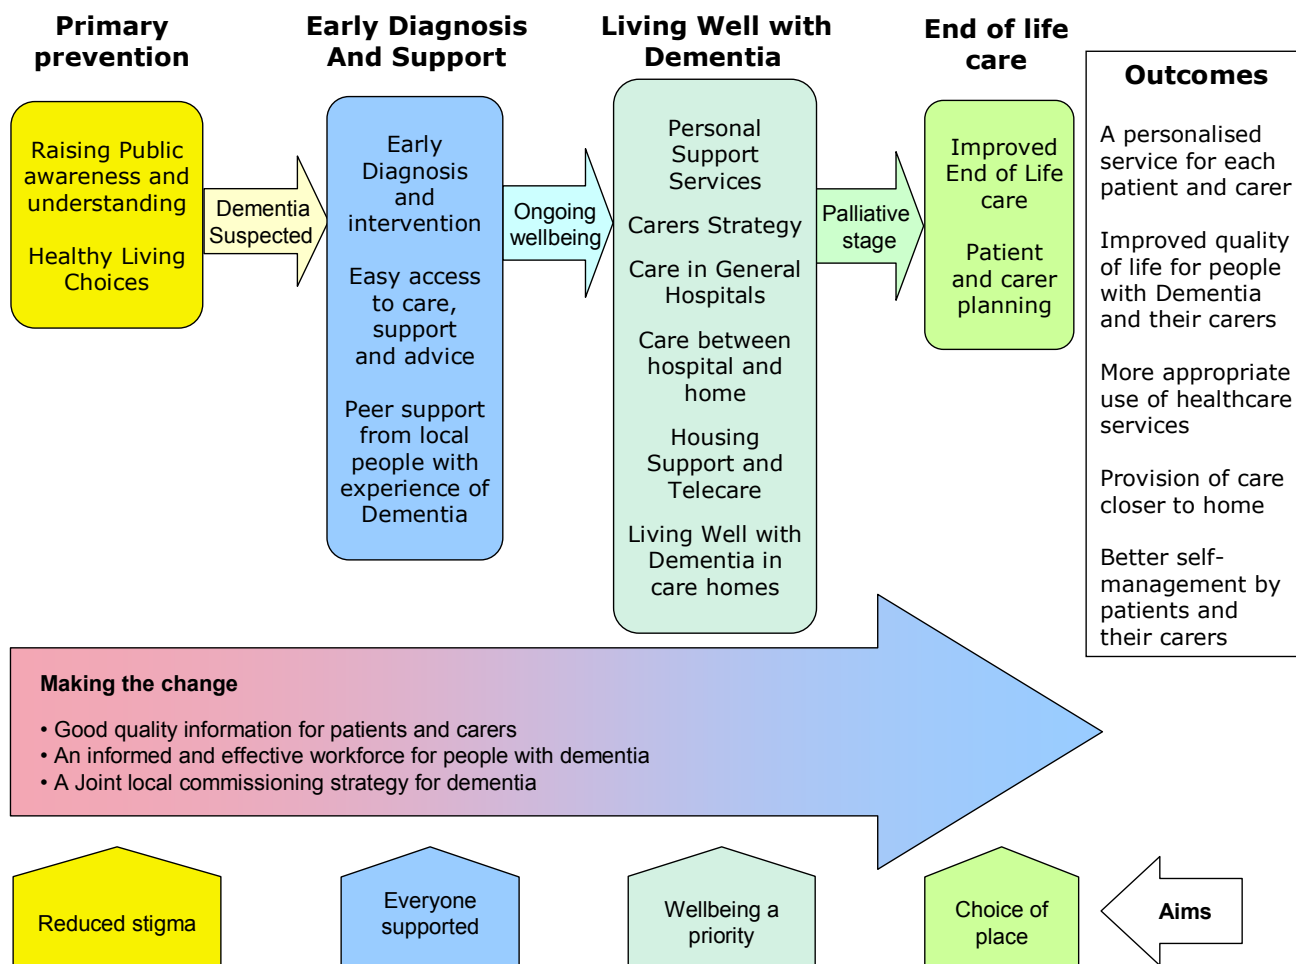 Primary
prevention
Raising Public
awareness and
understanding
Healthy Living
Choices
Dementia
Suspected
Early Diagnosis
And Support
Early
Diagnosis
and
intervention
Easy access
to care,
support
and advice
Peer support
from local
people with
experience of
Dementia
Ongoing
wellbeing
Living Well with
Dementia
Personal
Support
Services
Carers Strategy
Care in General
Hospitals
Care between
hospital and
home
Housing
Support and
Telecare
Living Well with
Dementia in
care homes
Palliative
stage
End of life
care
Improved
End of Life
care
Patient
and carer
planning
Outcomes
A personalised
service for each
patient and carer
Improved quality
of life for people
with Dementia
and their carers
More appropriate
use of healthcare
services
Provision of care
closer to home
Better self-
management by
patients and
their carers
Making the change
• Good quality information for patients and carers
• An informed and effective workforce for people with dementia
• A Joint local commissioning strategy for dementia
Reduced stigma
Everyone
supported
Wellbeing a
priority
Choice of
place
Aims